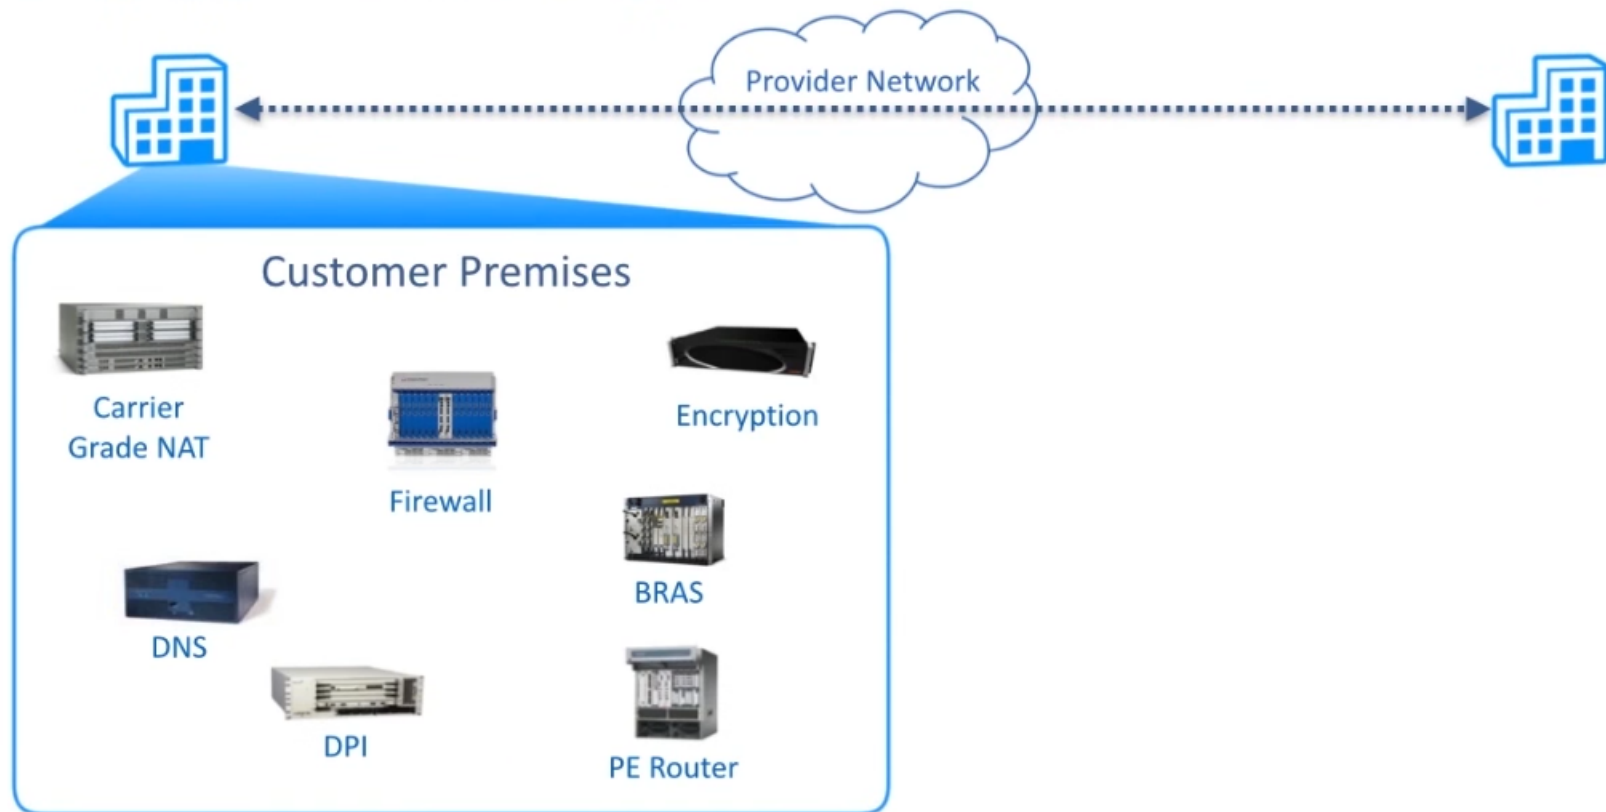 Provider Network
Customer Premises
Carrier
Grade NAT
Firewall
Encryption
BRAS
DNS
DPI
PE Router